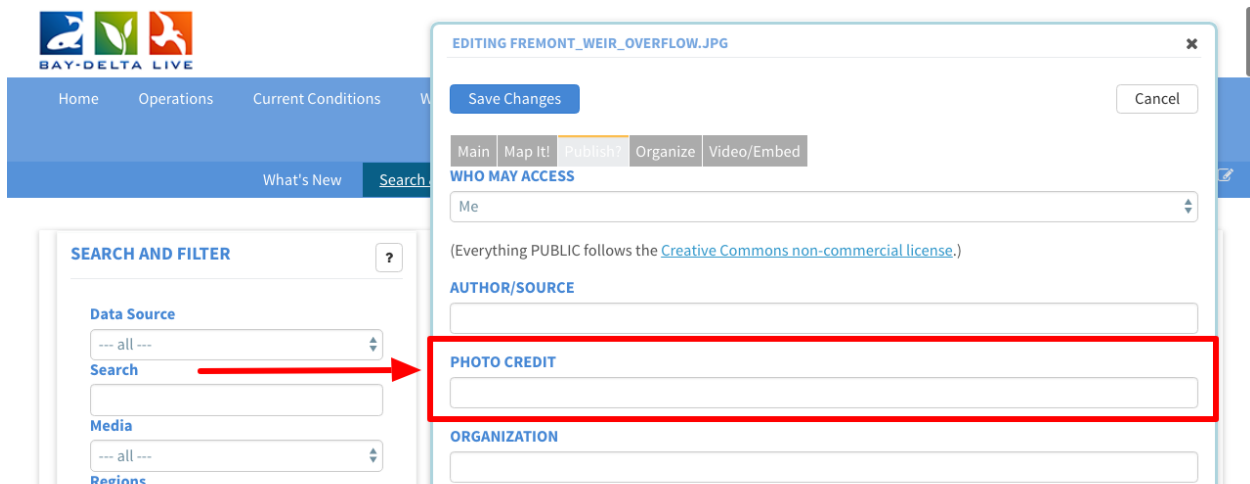 BAY-DELTA LIVE
Home Operations Current Conditions W
What's New Search &
SEARCH AND FILTER ?
Data Source
--- all ---
Search
Media
--- all ---
Regions
EDITING FREMONT_WEIR_OVERFLOW.JPG ✖
Save Changes Cancel
Main Map It! Publish? Organize Video/Embed
WHO MAY ACCESS
Me
(Everything PUBLIC follows the Creative Commons non-commercial license.)
AUTHOR/SOURCE
PHOTO CREDIT
ORGANIZATION